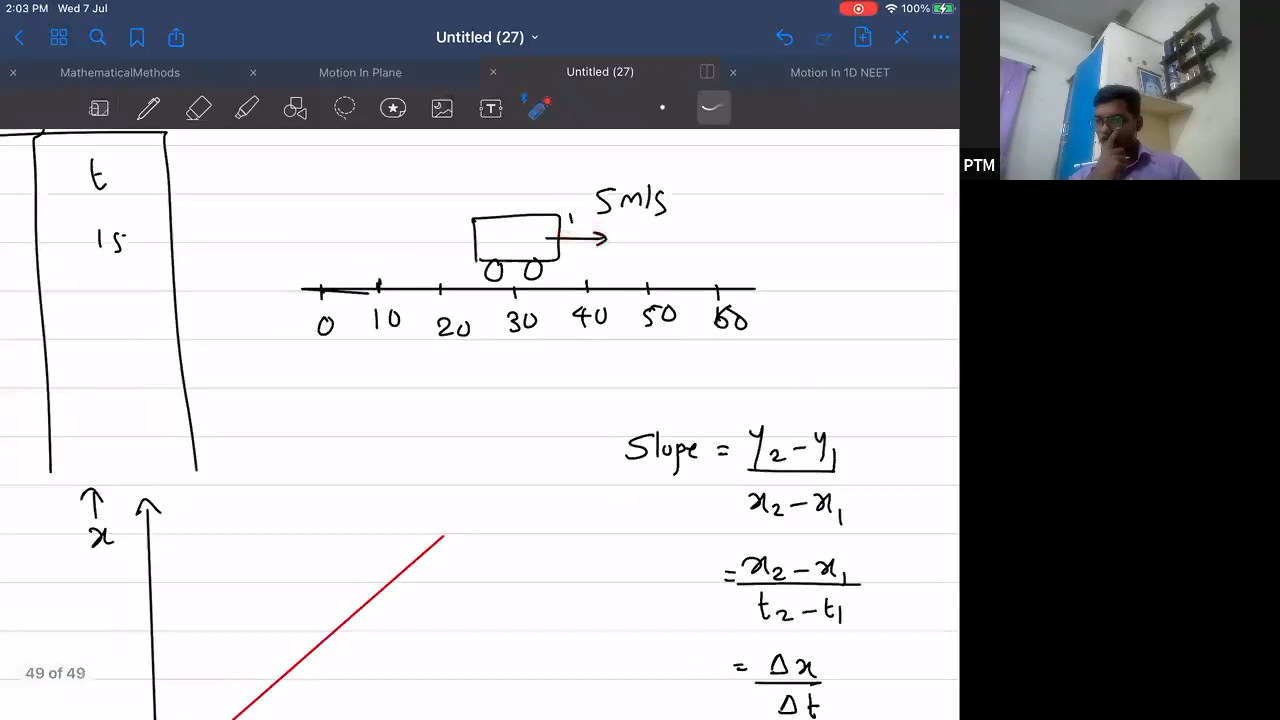 2:03 PM Wed 7 Jul
100%
Untitled (27)
MathematicalMethods
Motion In Plane
Untitled (27)
Motion In 1D NEET
PTM
t
1s
5 m/s
0 10 20 30 40 50 60
Slope = y₂ - y₁
x₂ - x₁
= x₂ - x₁
t₂ - t₁
= Δx
Δt
x
49 of 49